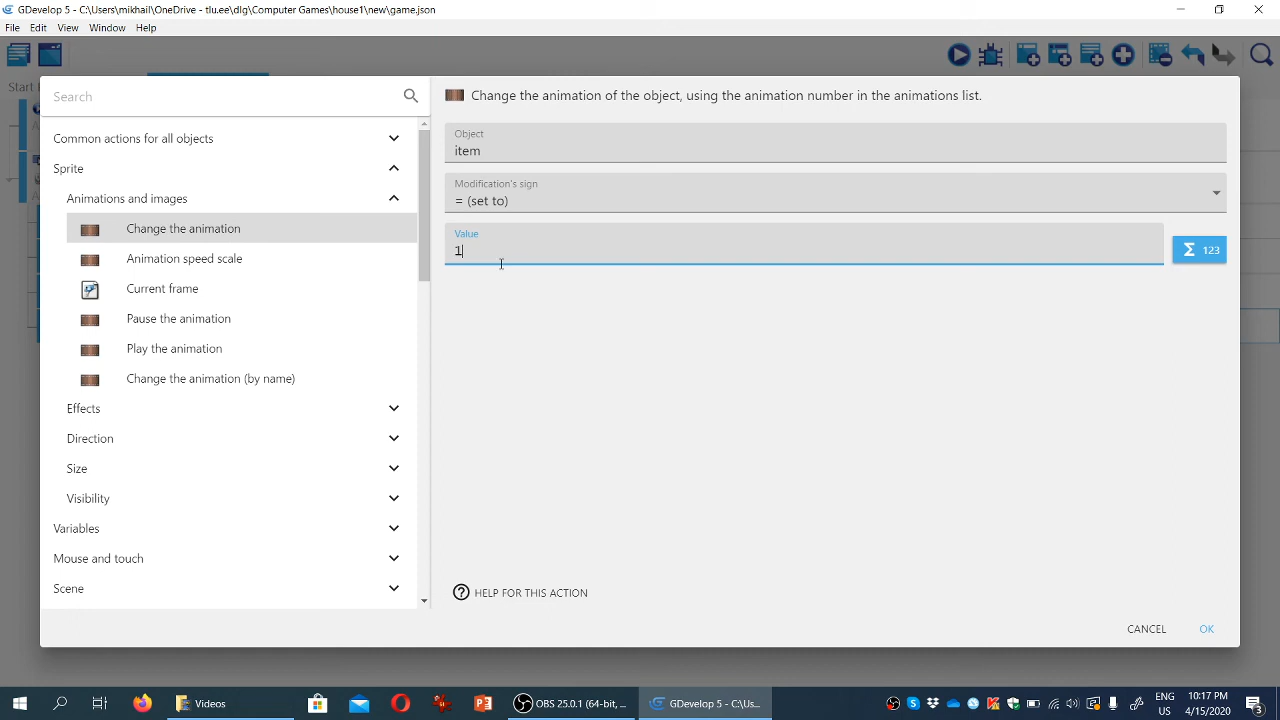 GDevelop 5 - C:\Users\mikhail\OneDrive - tlu.ee\dlg\Computer Games\house1\new\game.json
File Edit View Window Help
Start
Search
Common actions for all objects
Sprite
Animations and images
Change the animation
Animation speed scale
Current frame
Pause the animation
Play the animation
Change the animation (by name)
Effects
Direction
Size
Visibility
Variables
Mouse and touch
Scene
Change the animation of the object, using the animation number in the animations list.
Object
item
Modification's sign
= (set to)
Value
1
Σ 123
HELP FOR THIS ACTION
CANCEL OK
Videos
OBS 25.0.1 (64-bit, ...
GDevelop 5 - C:\Us...
ENG
US
10:17 PM
4/15/2020
3